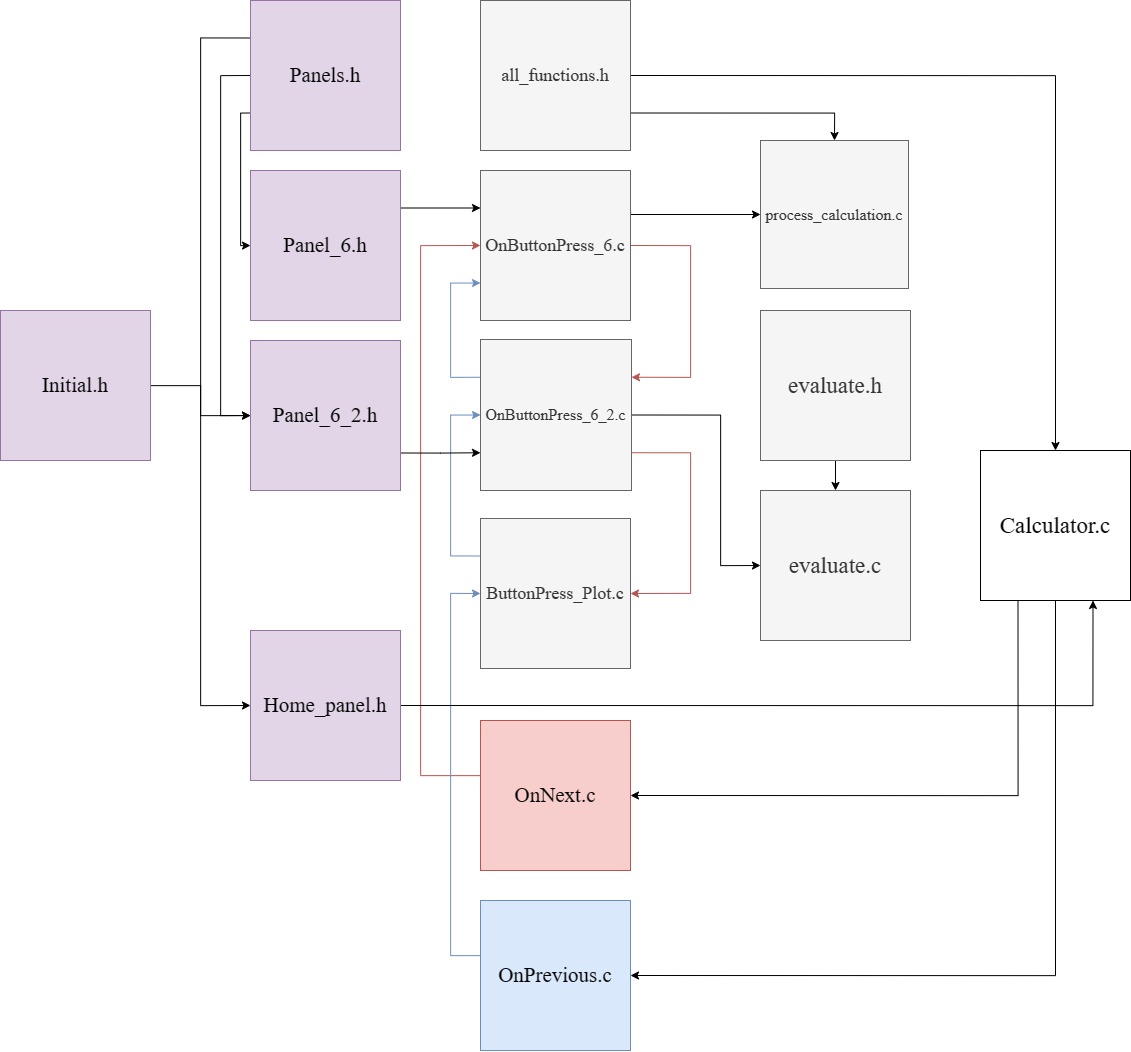 Panels.h
all_functions.h
process_calculation.c
Panel_6.h
OnButtonPress_6.c
Initial.h
Panel_6_2.h
OnButtonPress_6_2.c
evaluate.h
Calculator.c
evaluate.c
ButtonPress_Plot.c
Home_panel.h
OnNext.c
OnPrevious.c